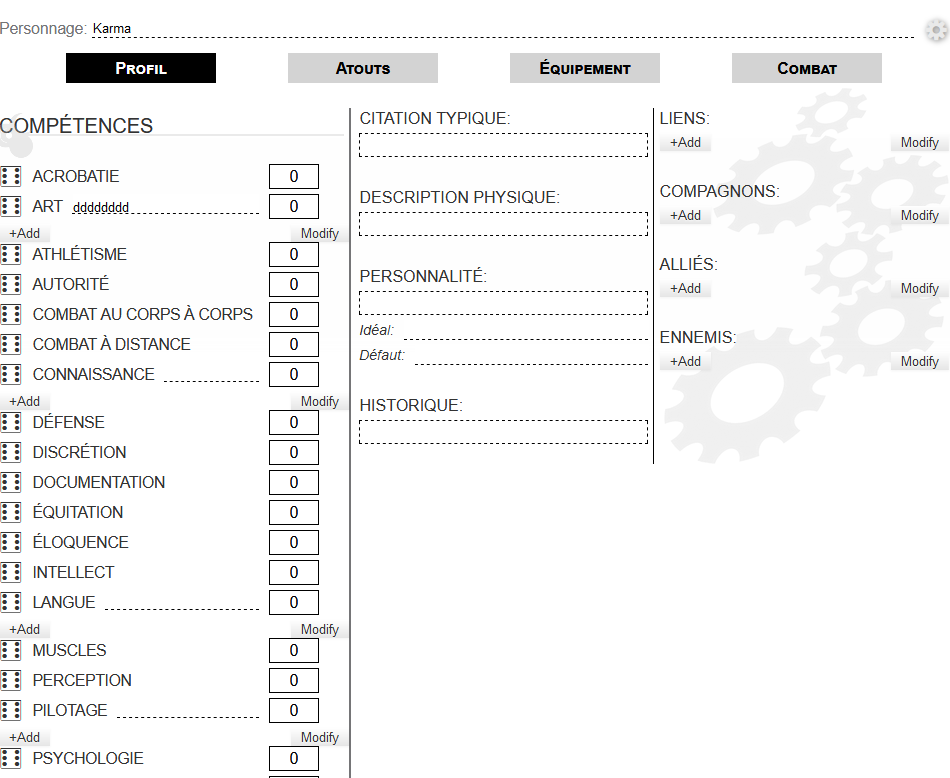 Personnage: Karma
PROFIL
ATOUTS
ÉQUIPEMENT
COMBAT
COMPÉTENCES
ACROBATIE 0
ART dddddddd 0
+Add Modify
ATHLÉTISME 0
AUTORITÉ 0
COMBAT AU CORPS À CORPS 0
COMBAT À DISTANCE 0
CONNAISSANCE 0
+Add Modify
DÉFENSE 0
DISCRÉTION 0
DOCUMENTATION 0
ÉQUITATION 0
ÉLOQUENCE 0
INTELLECT 0
LANGUE 0
+Add Modify
MUSCLES 0
PERCEPTION 0
PILOTAGE 0
+Add Modify
PSYCHOLOGIE 0
CITATION TYPIQUE:
DESCRIPTION PHYSIQUE:
PERSONNALITÉ:
Idéal:
Défaut:
HISTORIQUE:
LIENS:
+Add Modify
COMPAGNONS:
+Add Modify
ALLIÉS:
+Add Modify
ENNEMIS:
+Add Modify